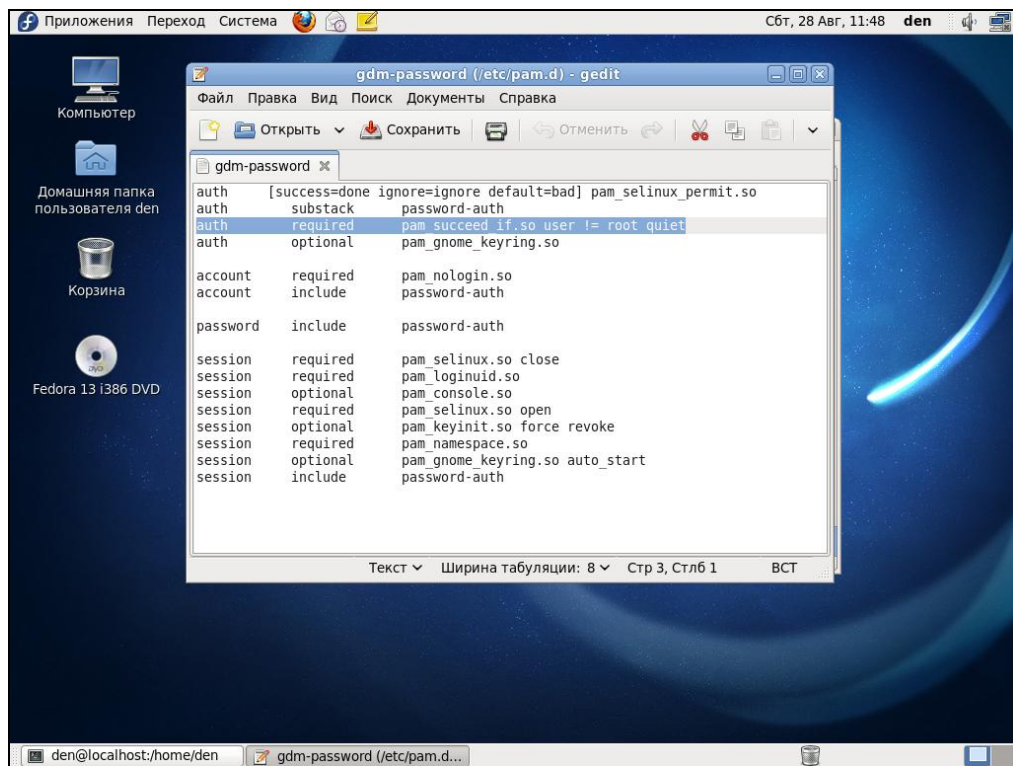 Приложения Переход Система Сбт, 28 Авг, 11:48 den
Компьютер
Домашняя папка
пользователя den
Корзина
DVD
Fedora 13 i386 DVD
gdm-password (/etc/pam.d) - gedit
Файл Правка Вид Поиск Документы Справка
Открыть Сохранить Отменить
gdm-password
auth [success=done ignore=ignore default=bad] pam_selinux_permit.so
auth substack password-auth
auth required pam_succeed_if.so user != root quiet
auth optional pam_gnome_keyring.so
account required pam_nologin.so
account include password-auth
password include password-auth
session required pam_selinux.so close
session required pam_loginuid.so
session optional pam_console.so
session required pam_selinux.so open
session optional pam_keyinit.so force revoke
session required pam_namespace.so
session optional pam_gnome_keyring.so auto_start
session include password-auth
Текст Ширина табуляции: 8 Стр 3, Стлб 1 ВСТ
den@localhost:/home/den gdm-password (/etc/pam.d...